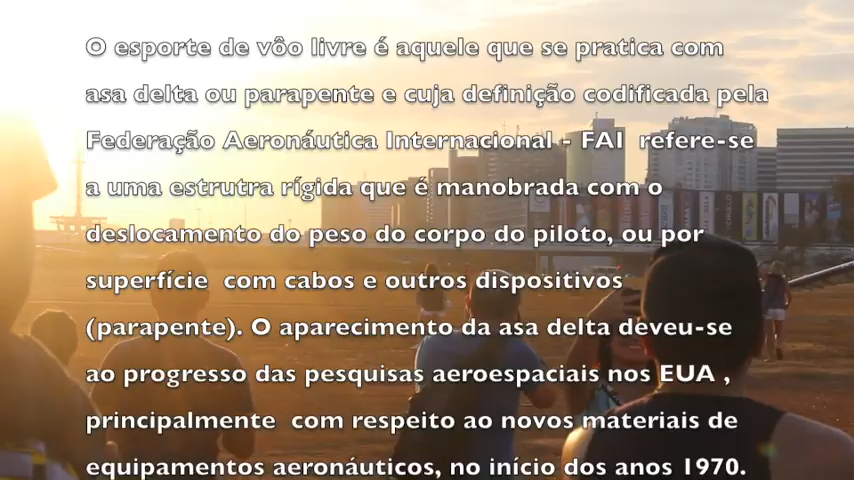 O esporte de vôo livre é aquele que se pratica com
asa delta ou parapente e cuja definição codificada pela
Federação Aeronáutica Internacional - FAI  refere-se
a uma estrutra rígida que é manobrada com o
deslocamento do peso do corpo do piloto, ou por
superfície  com cabos e outros dispositivos
(parapente). O aparecimento da asa delta deveu-se
ao progresso das pesquisas aeroespaciais nos EUA ,
principalmente  com respeito ao novos materiais de
equipamentos aeronáuticos, no início dos anos 1970.